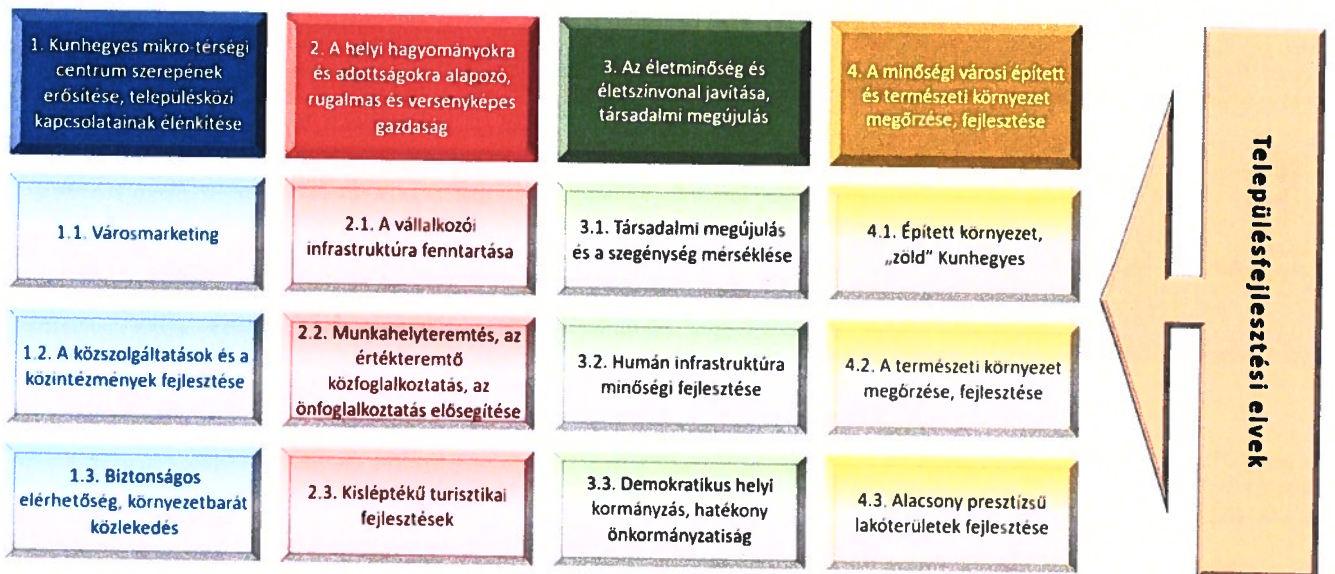 1. Kunhegyes mikro-térségi
centrum szerepének
erősítése, településközi
kapcsolatainak élénkítése
2. A helyi hagyományokra
és adottságokra alapozó,
rugalmas és versenyképes
gazdaság
3. Az életminőség és
életszínvonal javítása,
társadalmi megújulás
4. A minőségi városi épített
és természeti környezet
megőrzése, fejlesztése
1.1. Városmarketing
2.1. A vállalkozói
infrastruktúra fenntartása
3.1. Társadalmi megújulás
és a szegénység mérséklése
4.1. Épített környezet,
„zöld” Kunhegyes
1.2. A közszolgáltatások és a
közintézmények fejlesztése
2.2. Munkahelyteremtés, az
értékteremtő
közfoglalkoztatás, az
önfoglalkoztatás elősegítése
3.2. Humán infrastruktúra
minőségi fejlesztése
4.2. A természeti környezet
megőrzése, fejlesztése
1.3. Biztonságos
elérhetőség, környezetbarát
közlekedés
2.3. Kisléptékű turisztikai
fejlesztések
3.3. Demokratikus helyi
kormányzás, hatékony
önkormányzatiság
4.3. Alacsony presztízsű
lakóterületek fejlesztése
Településfejlesztési elvek